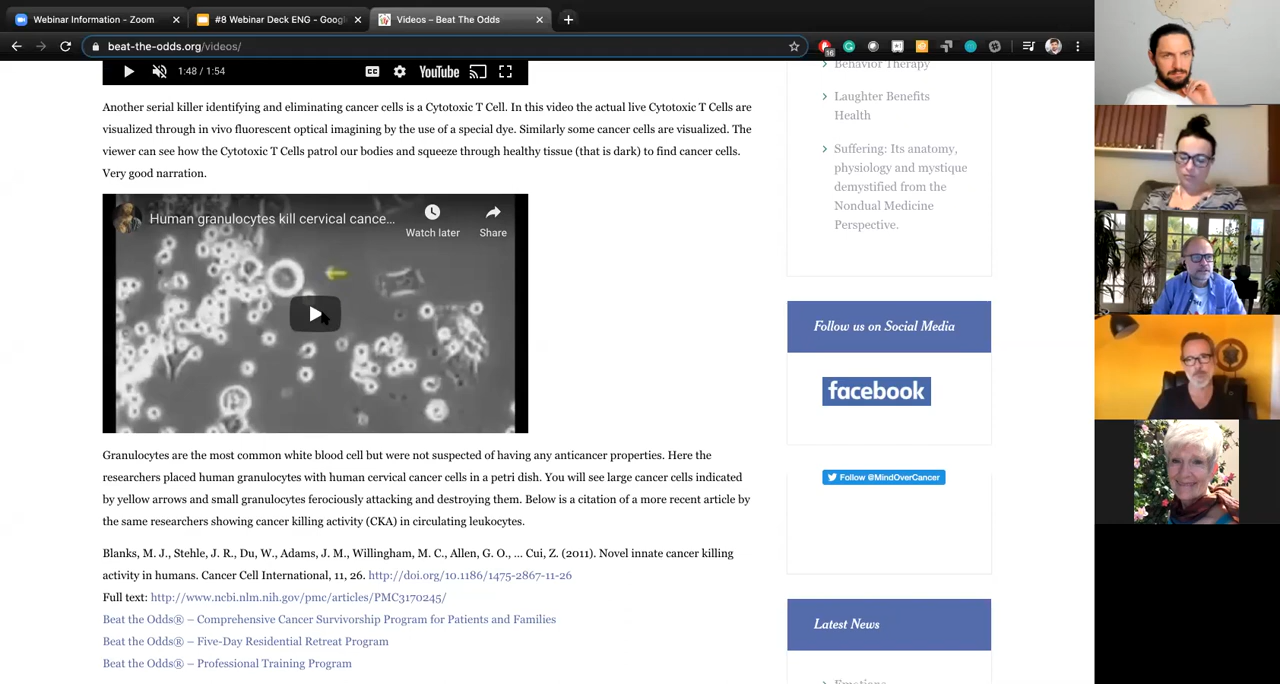 Webinar Information - Zoom
#8 Webinar Deck ENG - Google
Videos – Beat The Odds
beat-the-odds.org/videos/
16
1:48 / 1:54
CC
YouTube
Another serial killer identifying and eliminating cancer cells is a Cytotoxic T Cell. In this video the actual live Cytotoxic T Cells are
visualized through in vivo fluorescent optical imagining by the use of a special dye. Similarly some cancer cells are visualized. The
viewer can see how the Cytotoxic T Cells patrol our bodies and squeeze through healthy tissue (that is dark) to find cancer cells.
Very good narration.
Human granulocytes kill cervical cance...
Watch later
Share
Granulocytes are the most common white blood cell but were not suspected of having any anticancer properties. Here the
researchers placed human granulocytes with human cervical cancer cells in a petri dish. You will see large cancer cells indicated
by yellow arrows and small granulocytes ferociously attacking and destroying them. Below is a citation of a more recent article by
the same researchers showing cancer killing activity (CKA) in circulating leukocytes.
Blanks, M. J., Stehle, J. R., Du, W., Adams, J. M., Willingham, M. C., Allen, G. O., ... Cui, Z. (2011). Novel innate cancer killing
activity in humans. Cancer Cell International, 11, 26. http://doi.org/10.1186/1475-2867-11-26
Full text: http://www.ncbi.nlm.nih.gov/pmc/articles/PMC3170245/
Beat the Odds® – Comprehensive Cancer Survivorship Program for Patients and Families
Beat the Odds® – Five-Day Residential Retreat Program
Beat the Odds® – Professional Training Program
Behavior Therapy
Laughter Benefits
Health
Suffering: Its anatomy,
physiology and mystique
demystified from the
Nondual Medicine
Perspective.
Follow us on Social Media
facebook
Follow @MindOverCancer
Latest News
Emotions